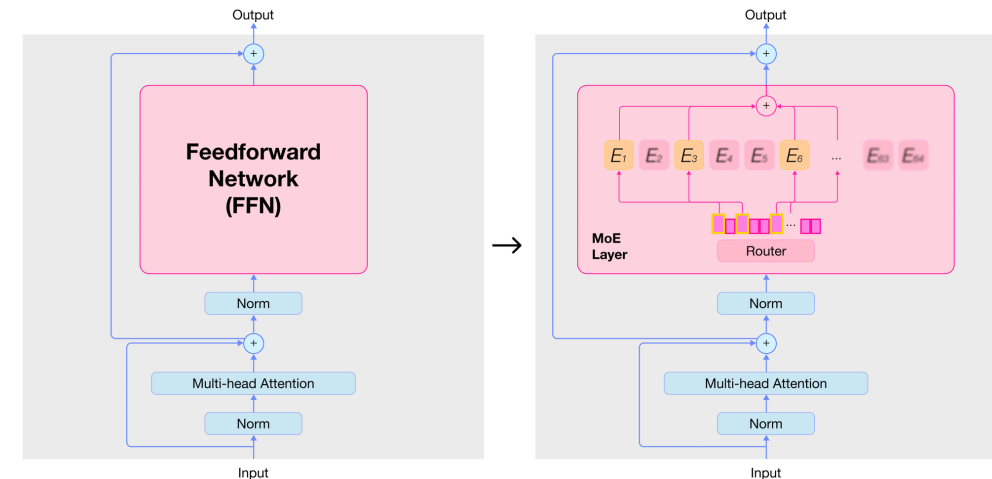 Output
+
Feedforward
Network
(FFN)
Norm
+
Multi-head Attention
Norm
Input
Output
+
+
E1 E2 E3 E4 E5 E6 ... E63 E64
...
MoE
Layer
Router
Norm
+
Multi-head Attention
Norm
Input